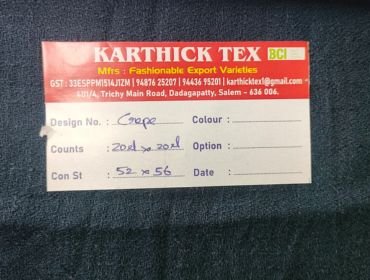 KARTHICK TEX
BCI
Mfrs : Fashionable Export Varieties
GST : 33ESPPM1514J1ZM | 94876 25207 | 94436 95201 | karthicktex1@gmail.com
4U1/4, Trichy Main Road, Dadagapatty, Salem - 636 006.
Design No. : Crepe Colour :
Counts : 20sl x 20sl Option :
Con St : 52 x 56 Date :